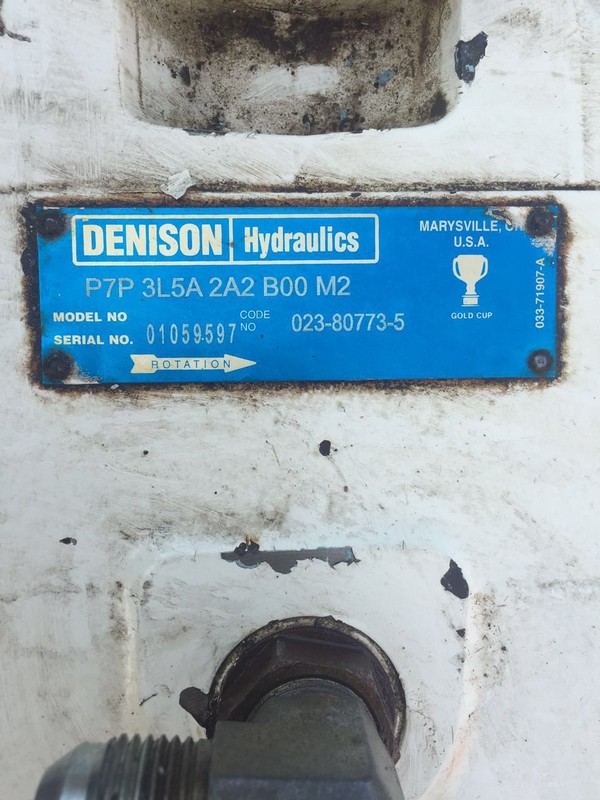 DENISON Hydraulics
MARYSVILLE,
U.S.A.
P7P 3L5A 2A2 B00 M2
GOLD CUP
MODEL NO
SERIAL NO. 01059597
CODE NO 023-80773-5
ROTATION
033-71907-A